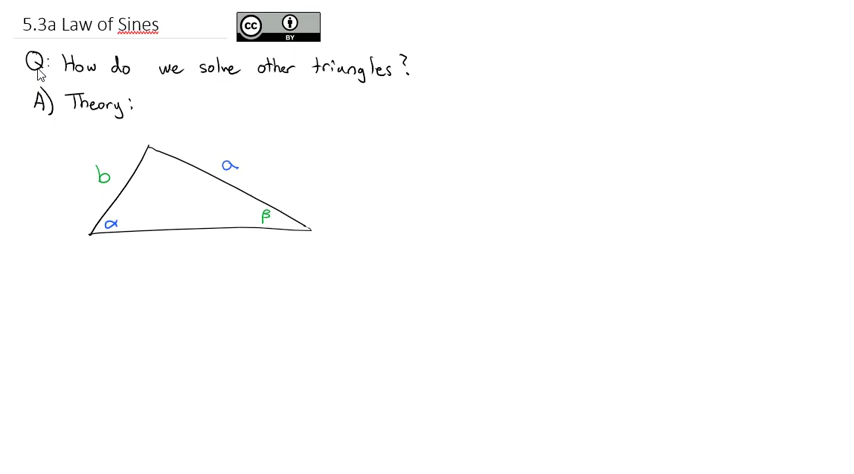 5.3a Law of Sines
cc
BY
Q: How do we solve other triangles?
A) Theory:
b
a
α
β